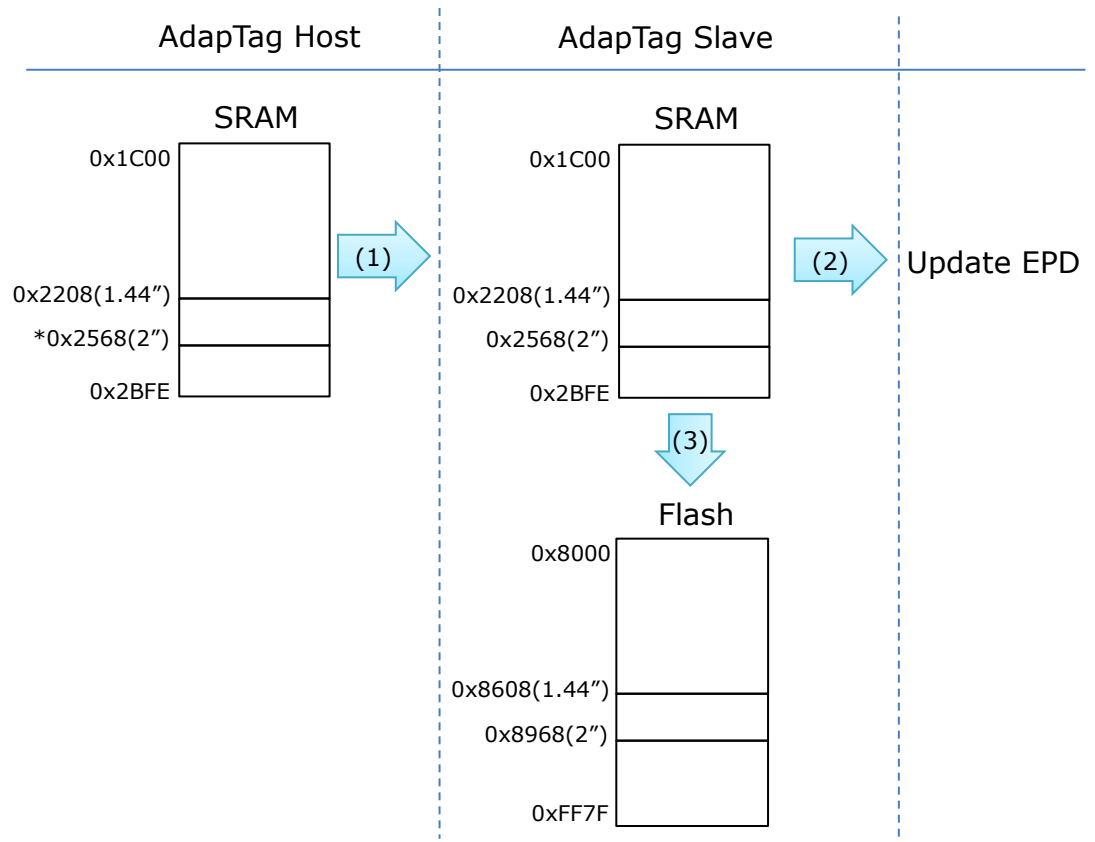 AdapTag Host
AdapTag Slave
SRAM
0x1C00
(1)
0x2208(1.44″)
*0x2568(2″)
0x2BFE
SRAM
0x1C00
(2)
Update EPD
0x2208(1.44″)
0x2568(2″)
0x2BFE
(3)
Flash
0x8000
0x8608(1.44″)
0x8968(2″)
0xFF7F